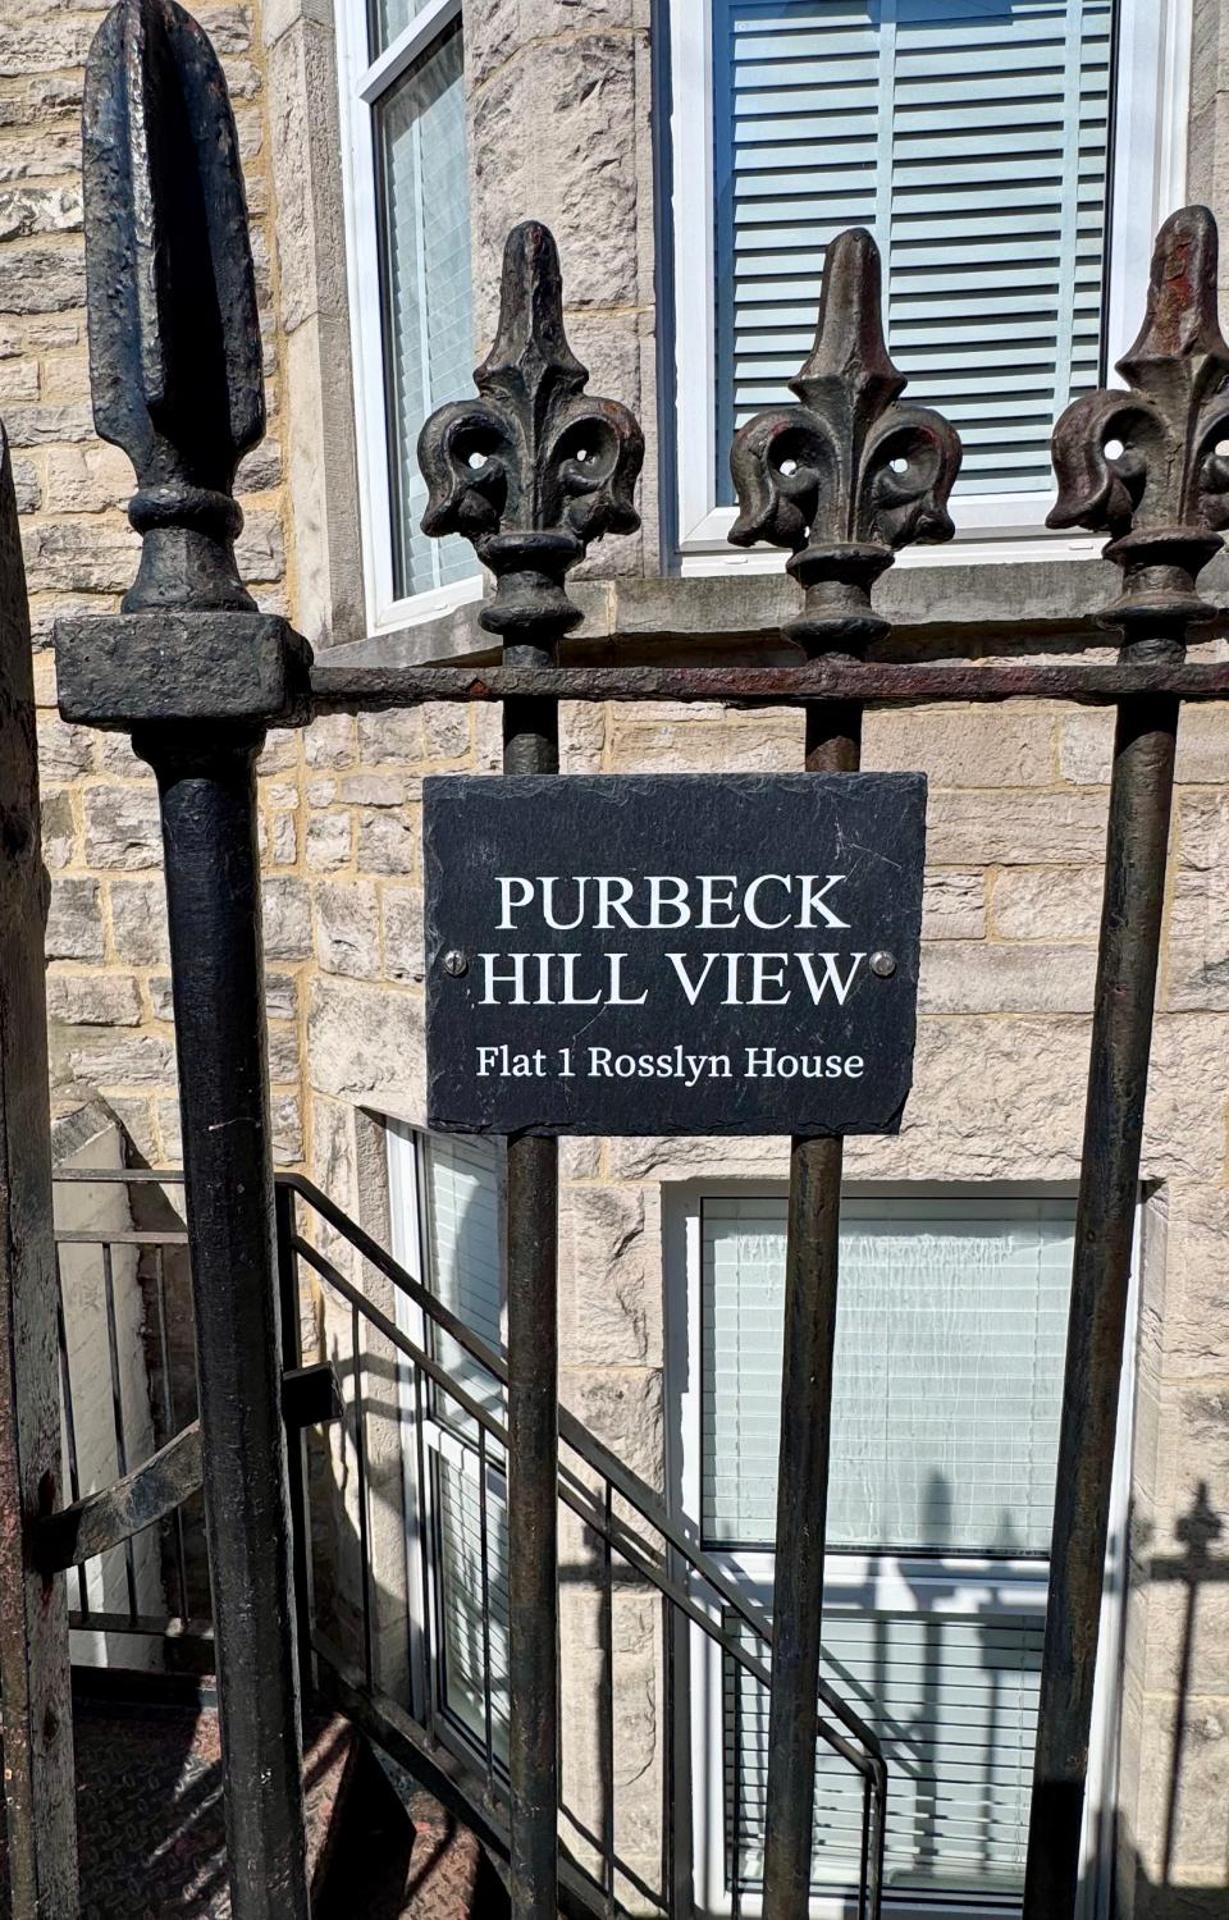 PURBECK
HILL VIEW
Flat 1 Rosslyn House